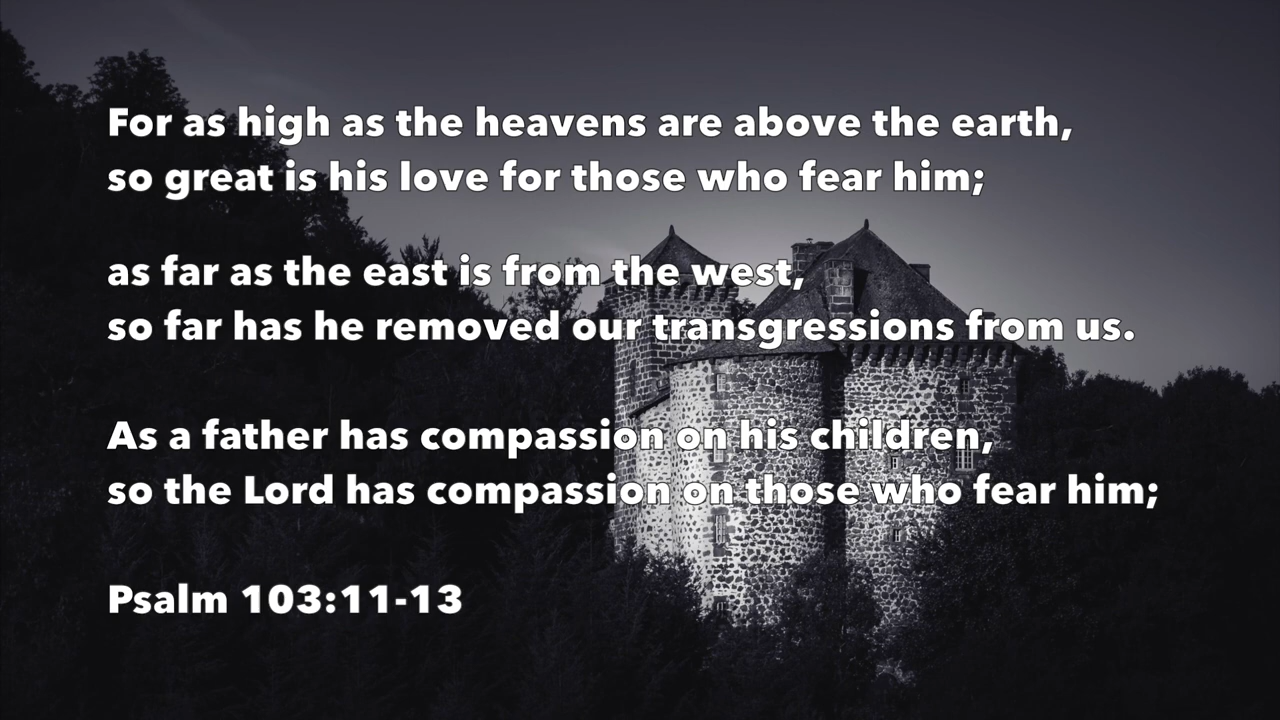 For as high as the heavens are above the earth,
so great is his love for those who fear him;
as far as the east is from the west,
so far has he removed our transgressions from us.
As a father has compassion on his children,
so the Lord has compassion on those who fear him;
Psalm 103:11-13